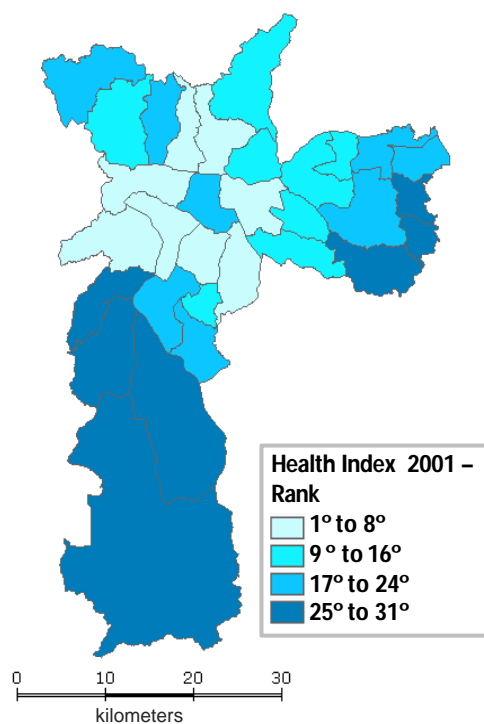 Health Index 2001 –
Rank
1º to 8º
9 º to 16º
17º to 24º
25º to 31º
0 10 20 30
kilometers